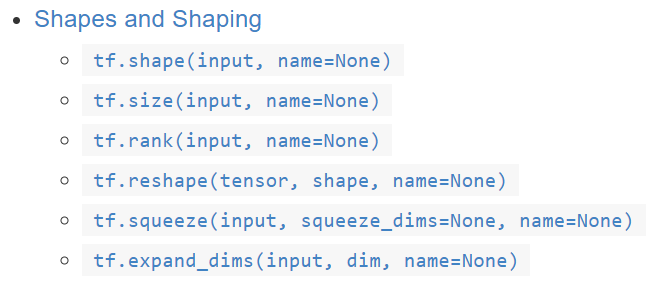 Shapes and Shaping
tf.shape(input, name=None)
tf.size(input, name=None)
tf.rank(input, name=None)
tf.reshape(tensor, shape, name=None)
tf.squeeze(input, squeeze_dims=None, name=None)
tf.expand_dims(input, dim, name=None)